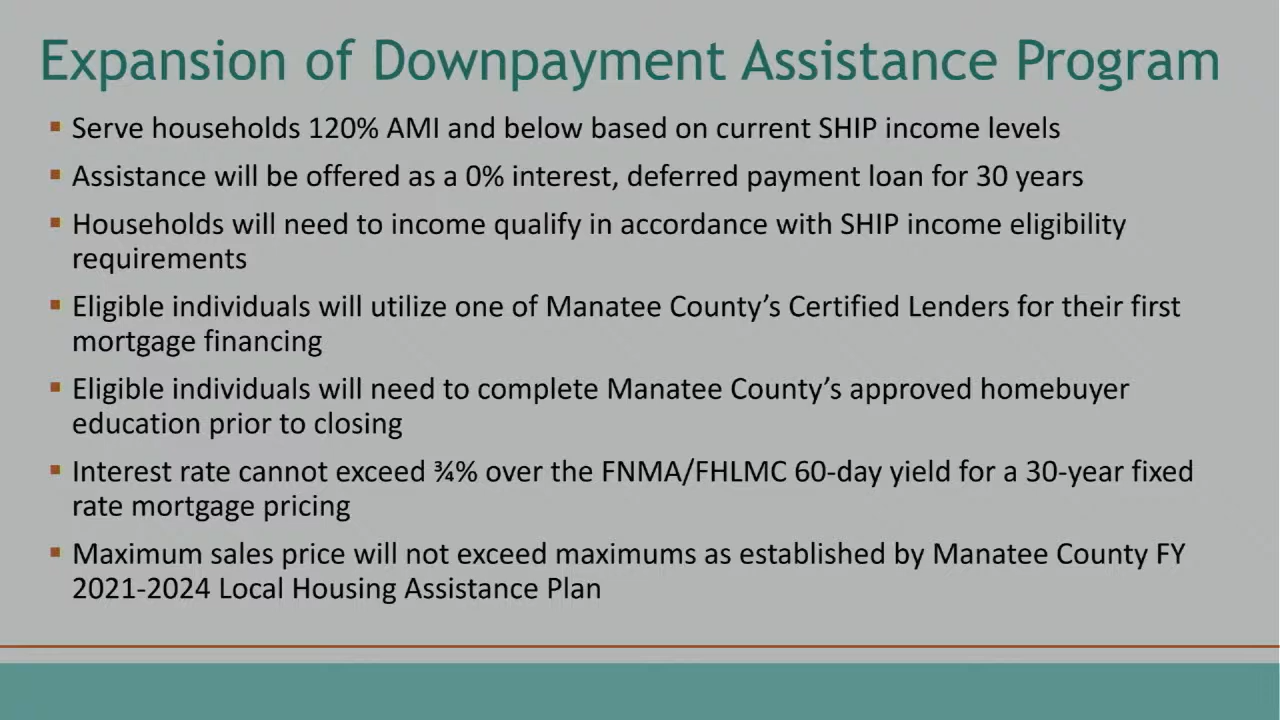 Expansion of Downpayment Assistance Program
▪ Serve households 120% AMI and below based on current SHIP income levels
▪ Assistance will be offered as a 0% interest, deferred payment loan for 30 years
▪ Households will need to income qualify in accordance with SHIP income eligibility
requirements
▪ Eligible individuals will utilize one of Manatee County’s Certified Lenders for their first
mortgage financing
▪ Eligible individuals will need to complete Manatee County’s approved homebuyer
education prior to closing
▪ Interest rate cannot exceed ¾% over the FNMA/FHLMC 60-day yield for a 30-year fixed
rate mortgage pricing
▪ Maximum sales price will not exceed maximums as established by Manatee County FY
2021-2024 Local Housing Assistance Plan